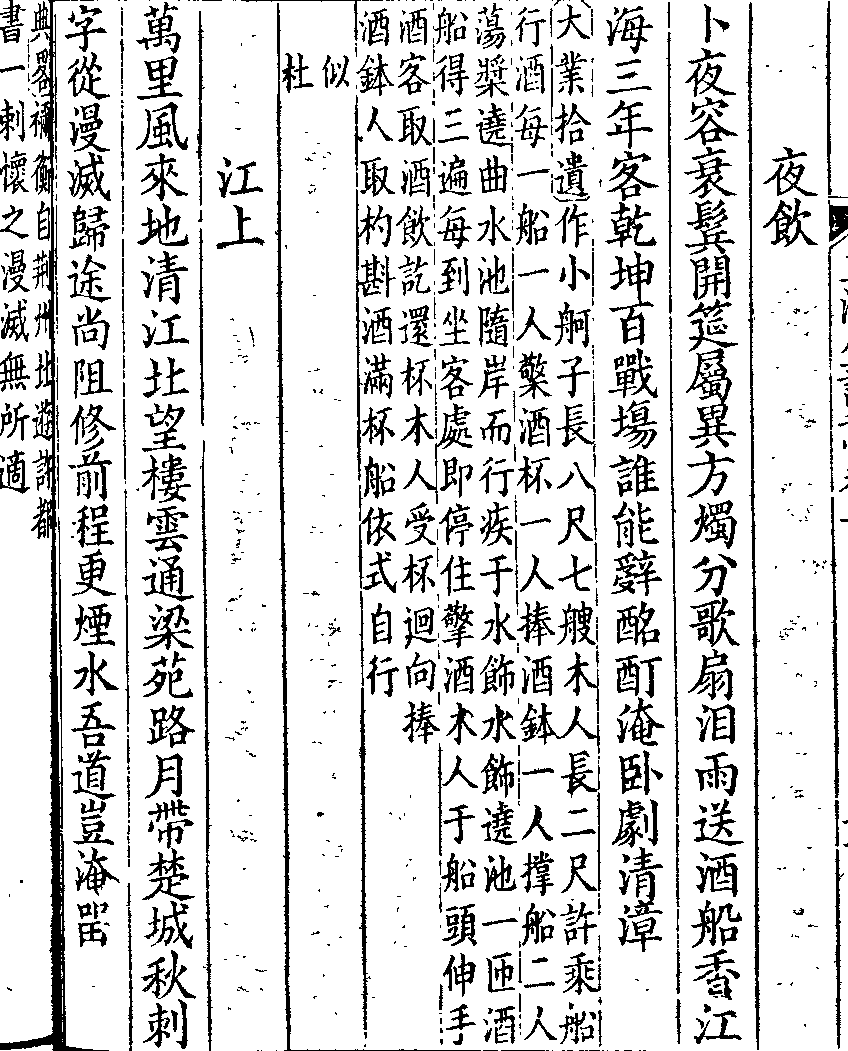 夜飲
卜夜容衰鬂開筵屬異方燭分歌扇淚雨送酒船香江
海三年客乾坤百戰場誰能辭酩酊淹卧劇清漳
大業拾遺作小舸子長八尺七艘木人長二尺許乘船
行酒每一船一人檠酒杯一人捧酒鉢一人撑船二人
蕩槳遶曲水池隨岸而行疾于水飾水飾遶池一匝酒
船得三遍每到坐客處即停住擎酒木人于船頭伸手
酒客取酒飲訖還杯木人受杯迴向捧
酒鉢人取杓斟酒滿杯船依式自行
似
杜
江上
萬里風來地清江北望樓雲通梁苑路月帶楚城秋刺
字從漫滅歸途尚阻修前程更煙水吾道豈淹㽞
典畧禰衡自荆州北遊許都
書一刺懷之漫滅無所適